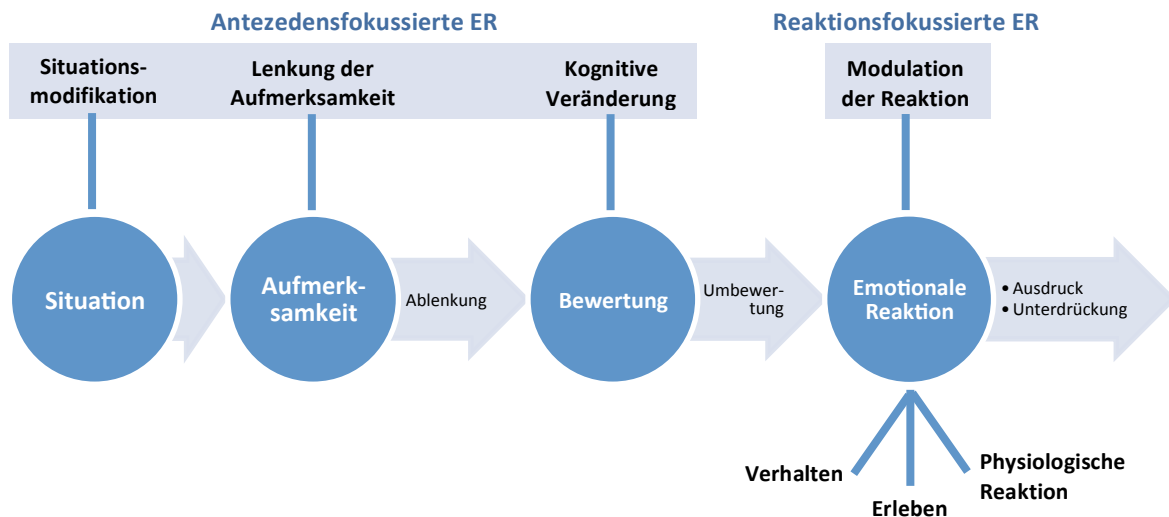 Antezedensfokussierte ER
Reaktionsfokussierte ER
Situations-
modifikation
Lenkung der
Aufmerksamkeit
Kognitive
Veränderung
Modulation
der Reaktion
Situation
Aufmerk-
samkeit
Ablenkung
Bewertung
Umbewer-
tung
Emotionale
Reaktion
• Ausdruck
• Unterdrückung
Verhalten
Erleben
Physiologische
Reaktion